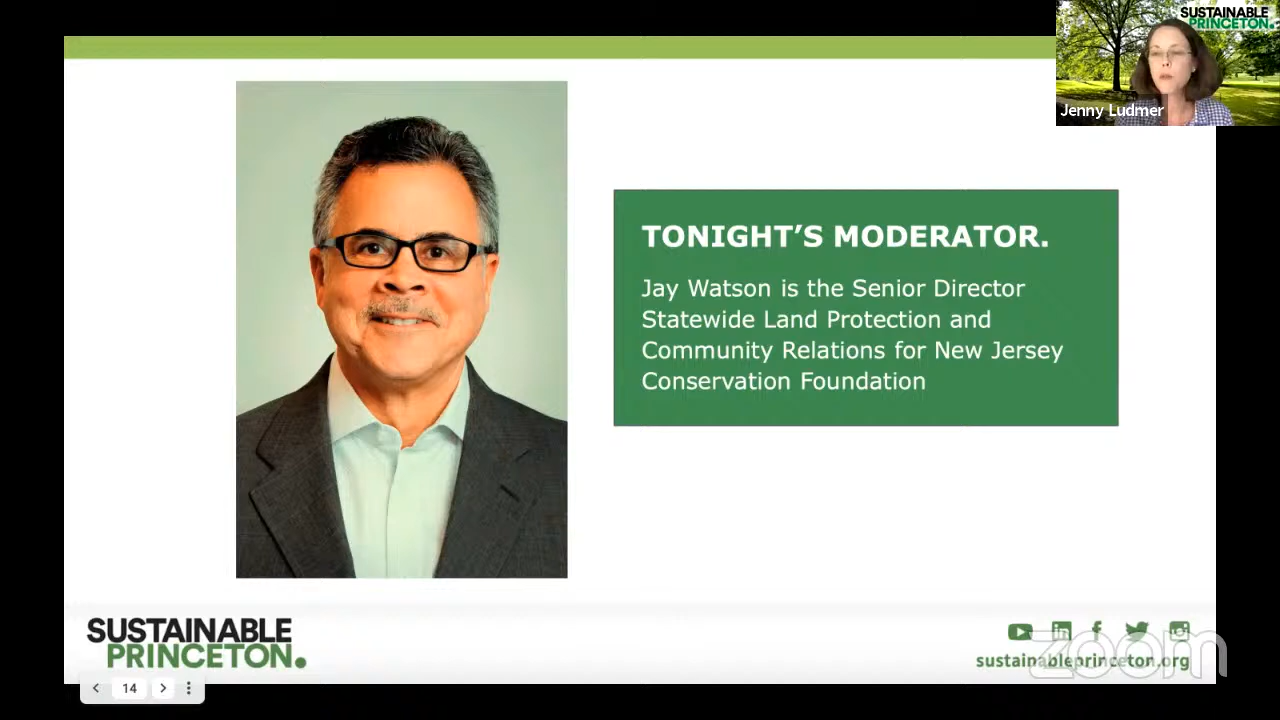 SUSTAINABLE
PRINCETON.
Jenny Ludmer
TONIGHT'S MODERATOR.
Jay Watson is the Senior Director
Statewide Land Protection and
Community Relations for New Jersey
Conservation Foundation
SUSTAINABLE
PRINCETON.
sustainableprinceton.org
zoom
14